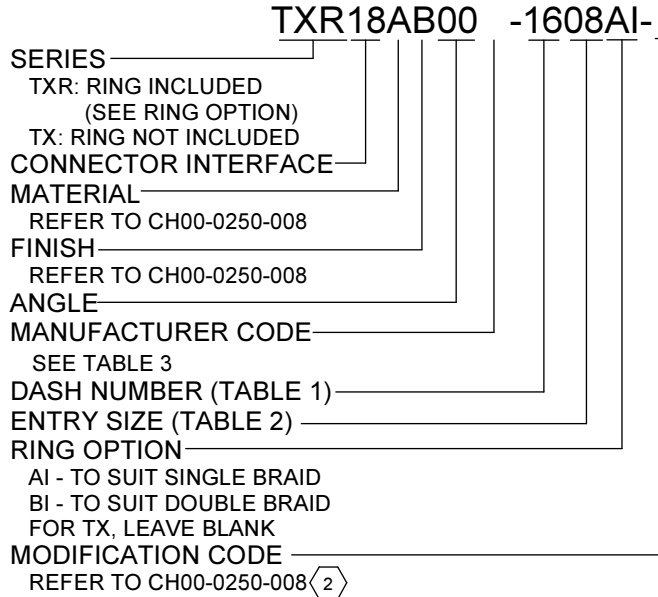 TXR18AB00 -1608AI-
SERIES
TXR: RING INCLUDED
(SEE RING OPTION)
TX: RING NOT INCLUDED
CONNECTOR INTERFACE
MATERIAL
REFER TO CH00-0250-008
FINISH
REFER TO CH00-0250-008
ANGLE
MANUFACTURER CODE
SEE TABLE 3
DASH NUMBER (TABLE 1)
ENTRY SIZE (TABLE 2)
RING OPTION
AI - TO SUIT SINGLE BRAID
BI - TO SUIT DOUBLE BRAID
FOR TX, LEAVE BLANK
MODIFICATION CODE
REFER TO CH00-0250-008 2